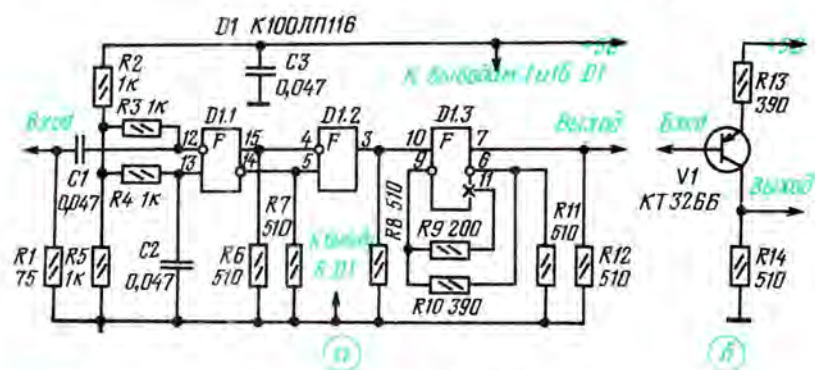 D1 К100ЛП116
+5В
К выводам 1 и 16 D1
C3
0,047
R2
1к
R3 1к
Вход
C1
0,047
12
13
D1.1
F
15
14
R4 1к
D1.2
4
5
3
D1.3
F
10
9
7
6
11
Выход
R1
75
R5
1к
C2
0,047
R6
510
R7
510
К выводу
8 D1
R8 510
R9 200
R10 390
R11
510
R12
510
а
+5В
R13
390
Вход
V1
КТ326Б
Выход
R14
510
б